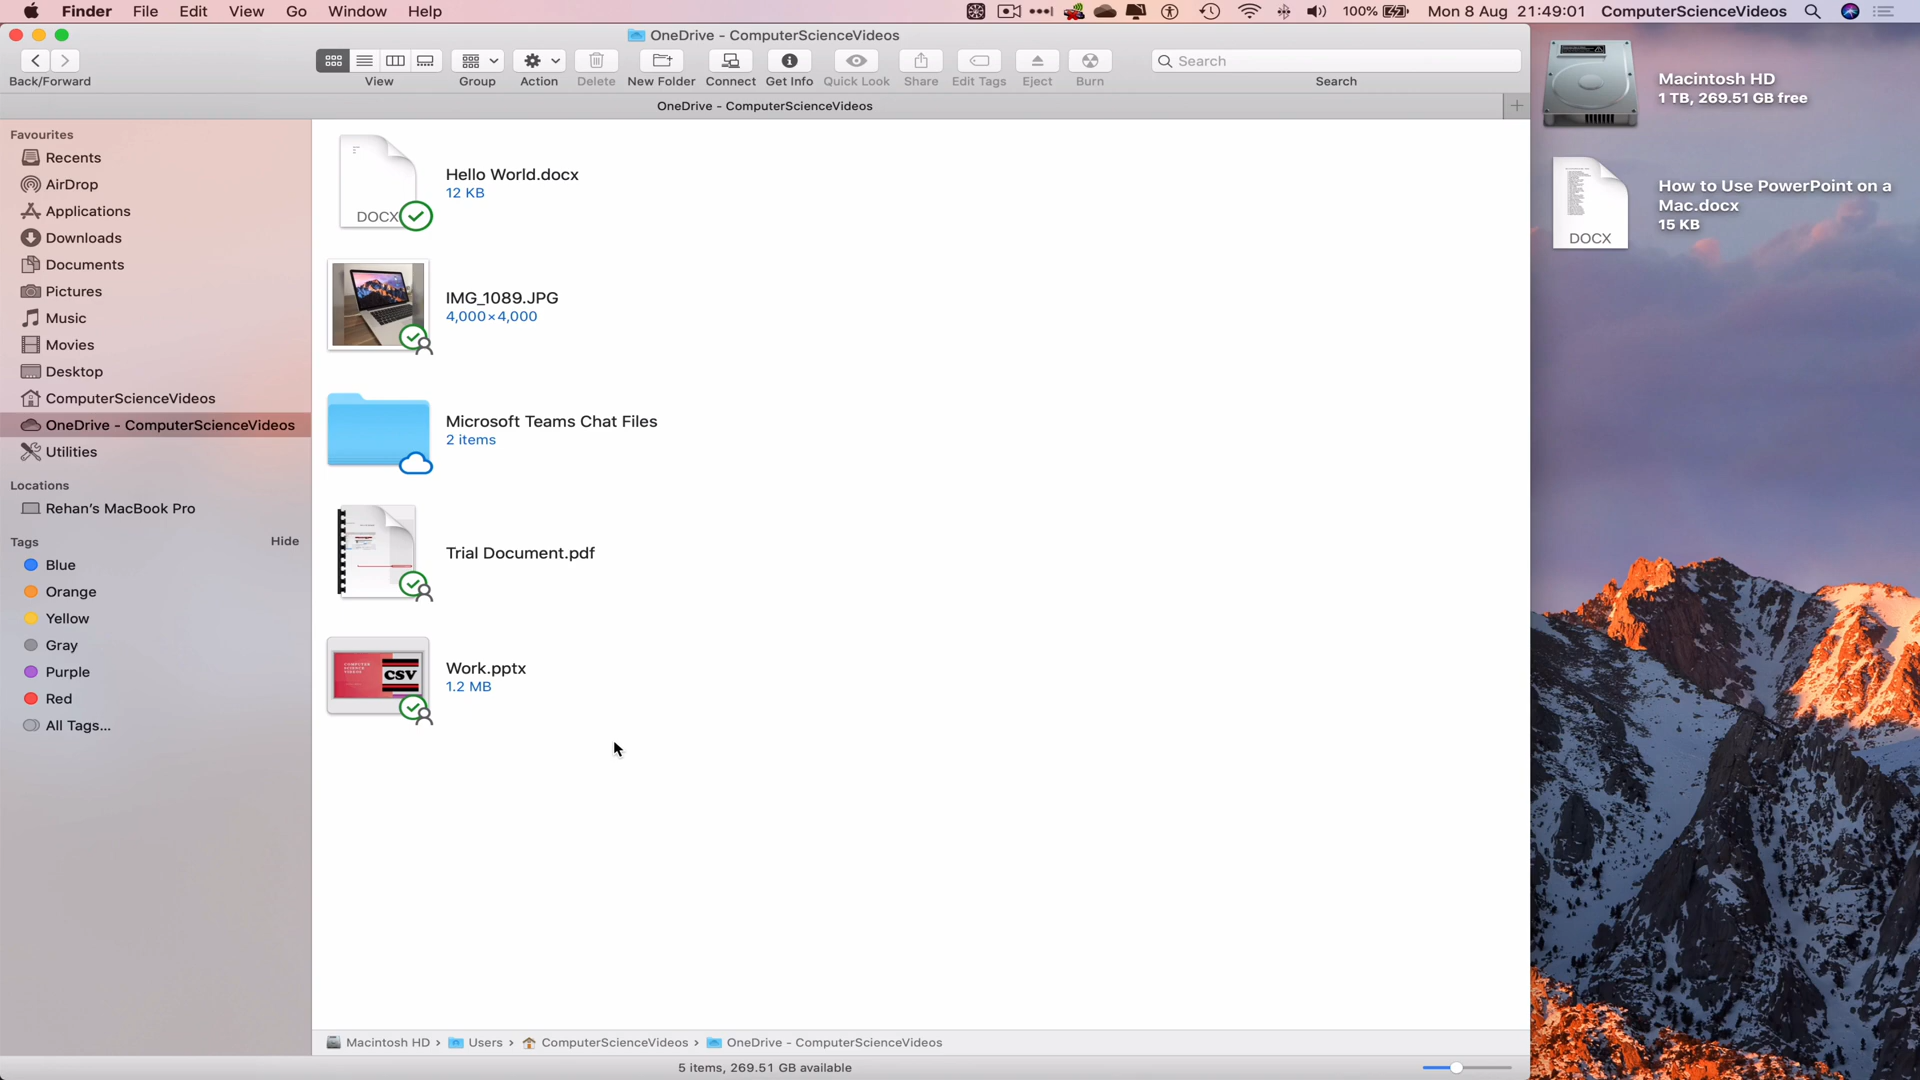 Finder File Edit View Go Window Help
100% Mon 8 Aug 21:49:01 ComputerScienceVideos
OneDrive - ComputerScienceVideos
Back/Forward View Group Action Delete New Folder Connect Get Info Quick Look Share Edit Tags Eject Burn
Search
Search
OneDrive - ComputerScienceVideos
Favourites
Recents
AirDrop
Applications
Downloads
Documents
Pictures
Music
Movies
Desktop
ComputerScienceVideos
OneDrive - ComputerScienceVideos
Utilities
Locations
Rehan's MacBook Pro
Tags Hide
Blue
Orange
Yellow
Gray
Purple
Red
All Tags...
DOCX
Hello World.docx
12 KB
IMG_1089.JPG
4,000×4,000
Microsoft Teams Chat Files
2 items
Trial Document.pdf
COMPUTER
SCIENCE
VIDEOS
CSV
Work.pptx
1.2 MB
Macintosh HD › Users › ComputerScienceVideos › OneDrive - ComputerScienceVideos
5 items, 269.51 GB available
Macintosh HD
1 TB, 269.51 GB free
DOCX
How to Use PowerPoint on a
Mac.docx
15 KB